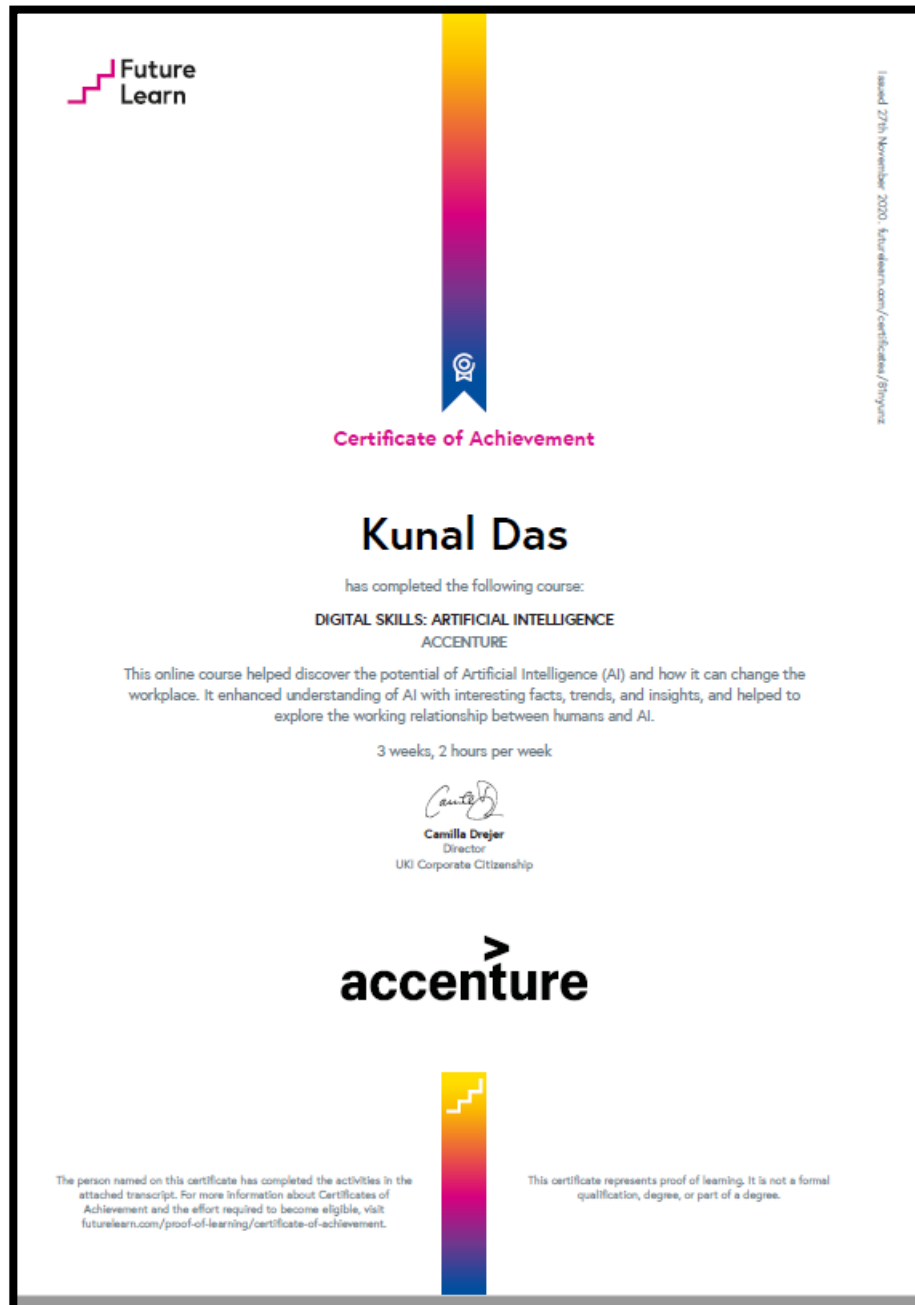 Future
Learn
Issued 27th November 2020. futurelearn.com/certificates/81nyunz
Certificate of Achievement
Kunal Das
has completed the following course:
DIGITAL SKILLS: ARTIFICIAL INTELLIGENCE
ACCENTURE
This online course helped discover the potential of Artificial Intelligence (AI) and how it can change the
workplace. It enhanced understanding of AI with interesting facts, trends, and insights, and helped to
explore the working relationship between humans and AI.
3 weeks, 2 hours per week
Camilla Drejer
Director
UKI Corporate Citizenship
accenture
The person named on this certificate has completed the activities in the
attached transcript. For more information about Certificates of
Achievement and the effort required to become eligible, visit
futurelearn.com/proof-of-learning/certificate-of-achievement.
This certificate represents proof of learning. It is not a formal
qualification, degree, or part of a degree.